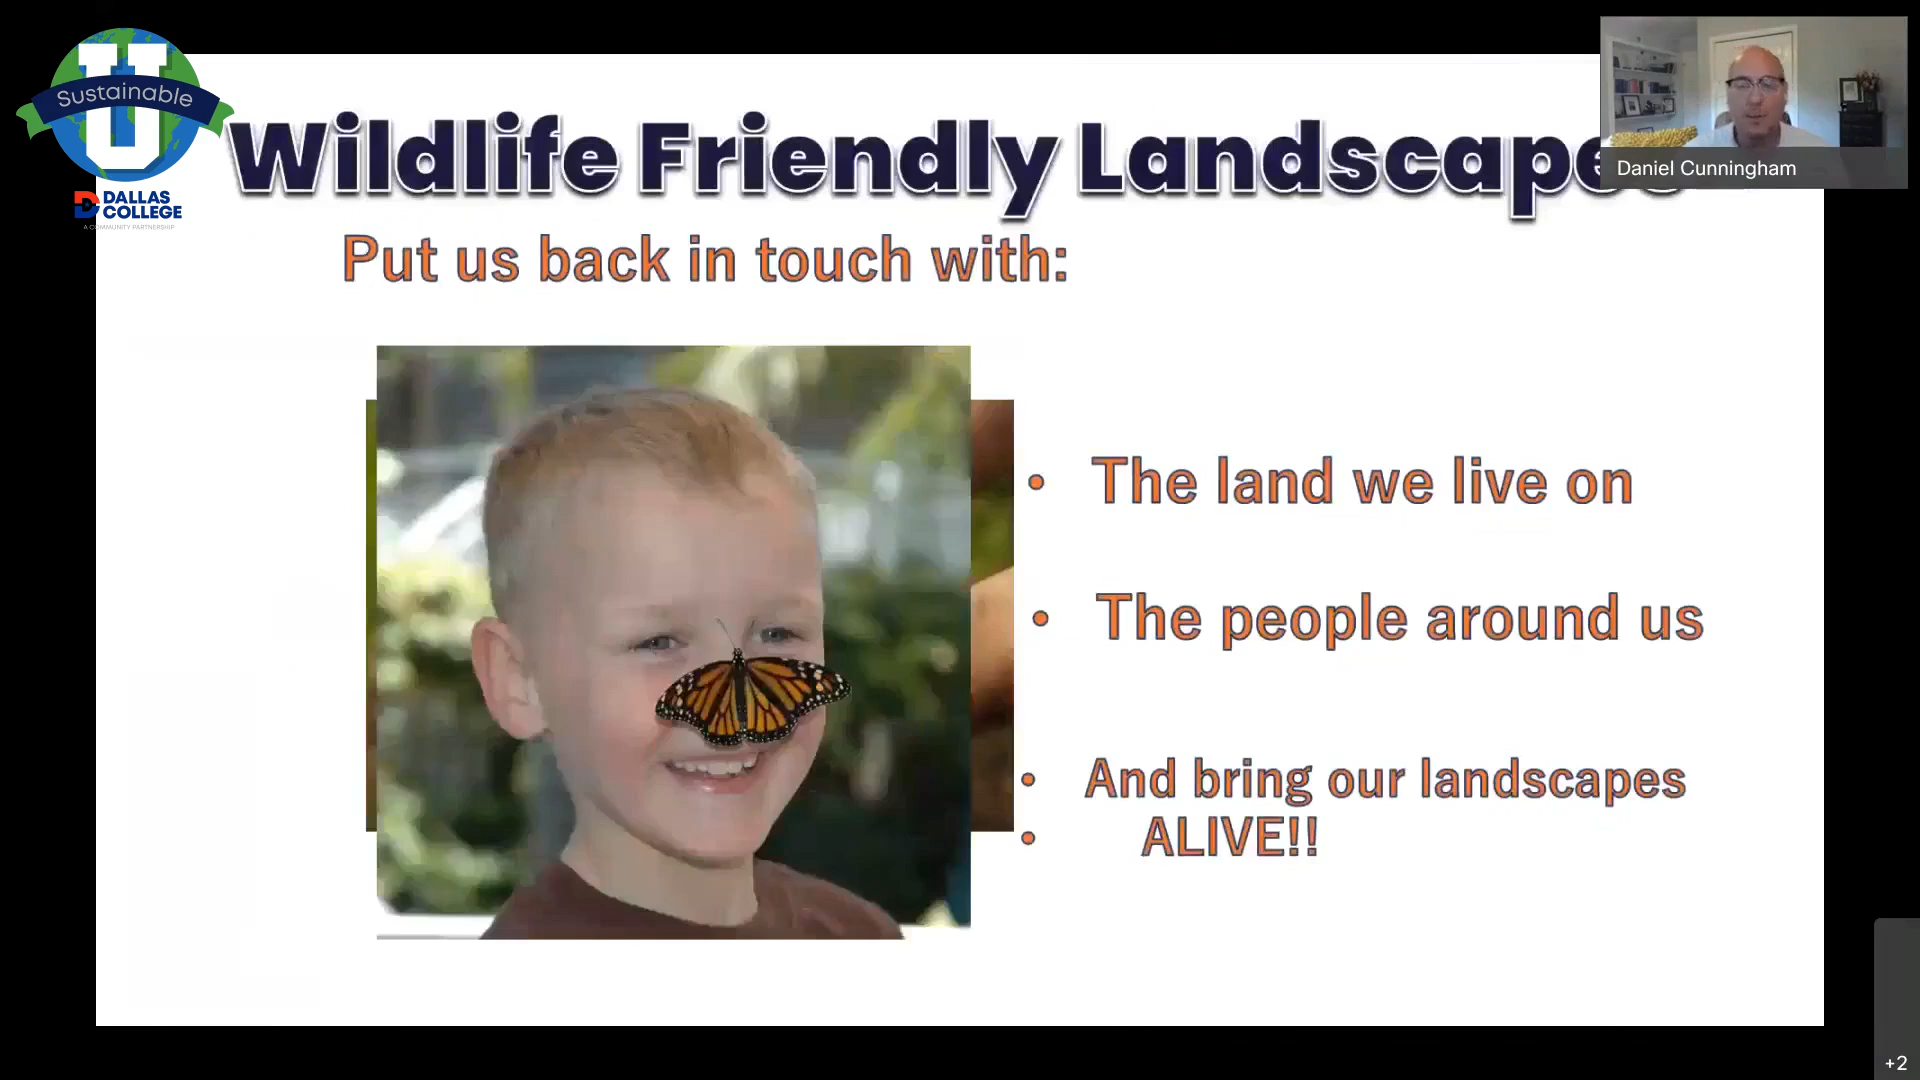 U
Sustainable
DALLAS
COLLEGE
A COMMUNITY PARTNERSHIP
Wildlife Friendly Landscapes
Daniel Cunningham
Put us back in touch with:
• The land we live on
• The people around us
• And bring our landscapes
• ALIVE!!
+2